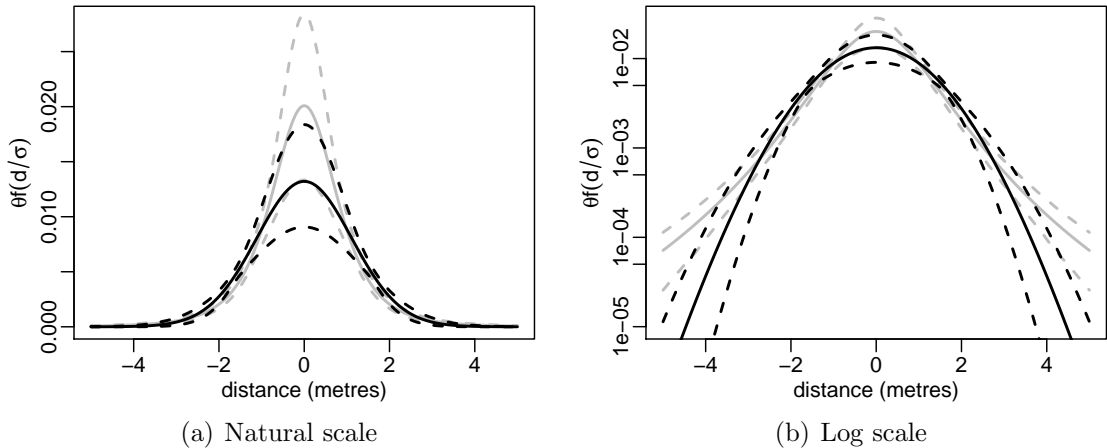 θf(d/σ)
0.020
0.010
0.000
−4 −2 0 2 4
distance (metres)
(a) Natural scale
θf(d/σ)
1e−02
1e−03
1e−04
1e−05
−4 −2 0 2 4
distance (metres)
(b) Log scale